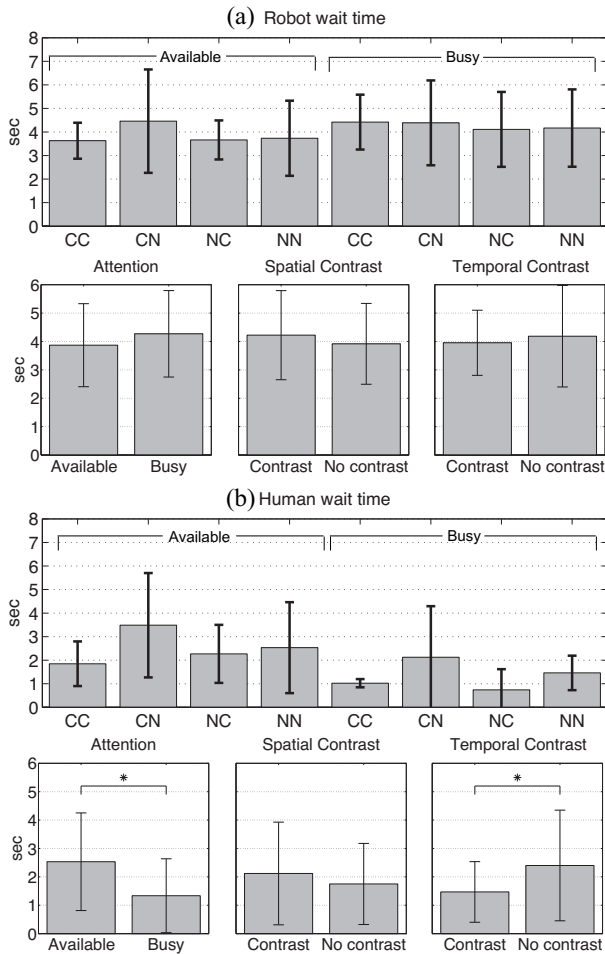 (a) Robot wait time
8
7
6
5
4
3
2
1
0
sec
Available
Busy
CC CN NC NN CC CN NC NN
Attention
Spatial Contrast
Temporal Contrast
6
5
4
3
2
1
0
sec
Available Busy
Contrast No contrast
Contrast No contrast
(b) Human wait time
8
7
6
5
4
3
2
1
0
sec
Available
Busy
CC CN NC NN CC CN NC NN
Attention
Spatial Contrast
Temporal Contrast
6
5
4
3
2
1
0
sec
*
*
Available Busy
Contrast No contrast
Contrast No contrast